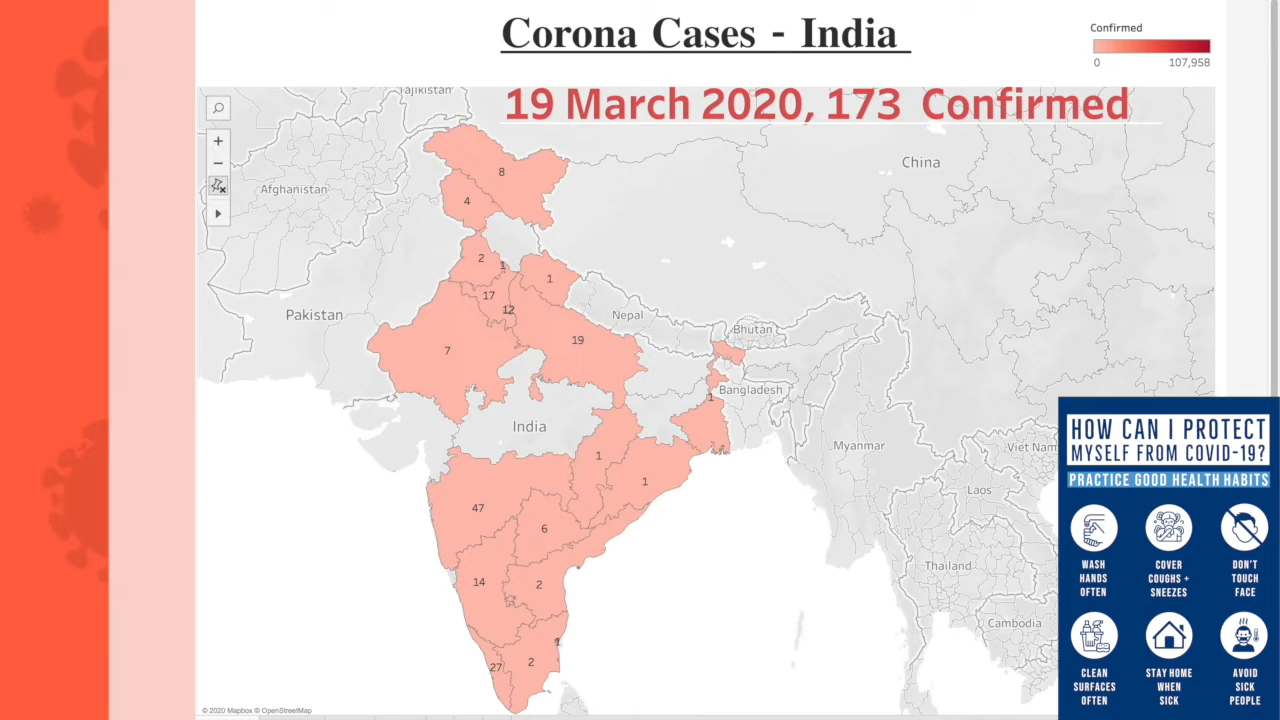 Corona Cases - India
Confirmed
0 107,958
19 March 2020, 173 Confirmed
Tajikistan
China
8
Afghanistan
4
2
1
1
17
12
Pakistan
Nepal
Bhutan
19
7
Bangladesh
1
India
Myanmar
Viet Nam
1
1
Laos
47
6
Thailand
14
2
Cambodia
1
27
2
© 2020 Mapbox © OpenStreetMap
HOW CAN I PROTECT
MYSELF FROM COVID-19?
PRACTICE GOOD HEALTH HABITS
WASH
HANDS
OFTEN
COVER
COUGHS +
SNEEZES
DON'T
TOUCH
FACE
CLEAN
SURFACES
OFTEN
STAY HOME
WHEN
SICK
AVOID
SICK
PEOPLE